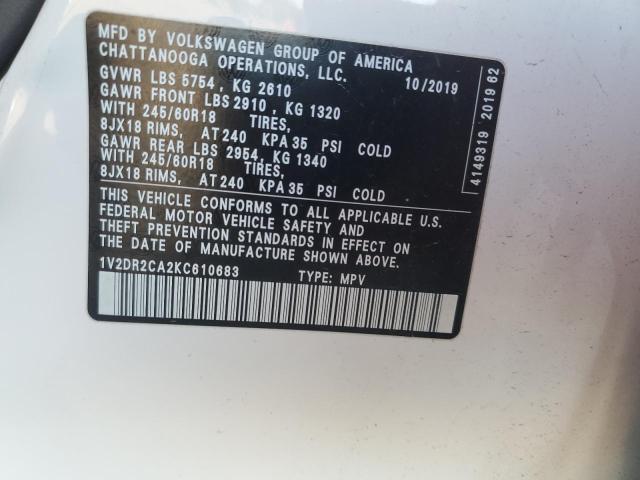 MFD BY VOLKSWAGEN GROUP OF AMERICA
CHATTANOOGA OPERATIONS, LLC.
GVWR LBS 5754 , KG 2610 10/2019
GAWR FRONT LBS 2910 , KG 1320
WITH 245/60R18 TIRES,
8JX18 RIMS, AT 240 KPA 35 PSI COLD
GAWR REAR LBS 2954, KG 1340
WITH 245/60R18 TIRES,
8JX18 RIMS, AT 240 KPA 35 PSI COLD
THIS VEHICLE CONFORMS TO ALL APPLICABLE U.S.
FEDERAL MOTOR VEHICLE SAFETY AND
THEFT PREVENTION STANDARDS IN EFFECT ON
THE DATE OF MANUFACTURE SHOWN ABOVE.
1V2DR2CA2KC610683 TYPE: MPV
4149319 2019 62